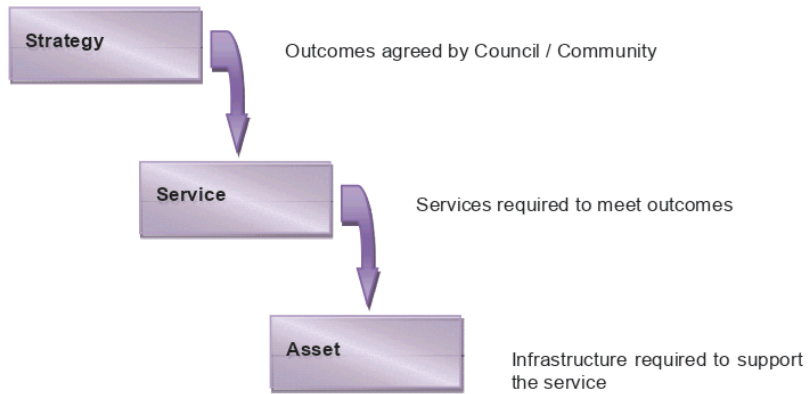 Strategy
Outcomes agreed by Council / Community
Service
Services required to meet outcomes
Asset
Infrastructure required to support
the service